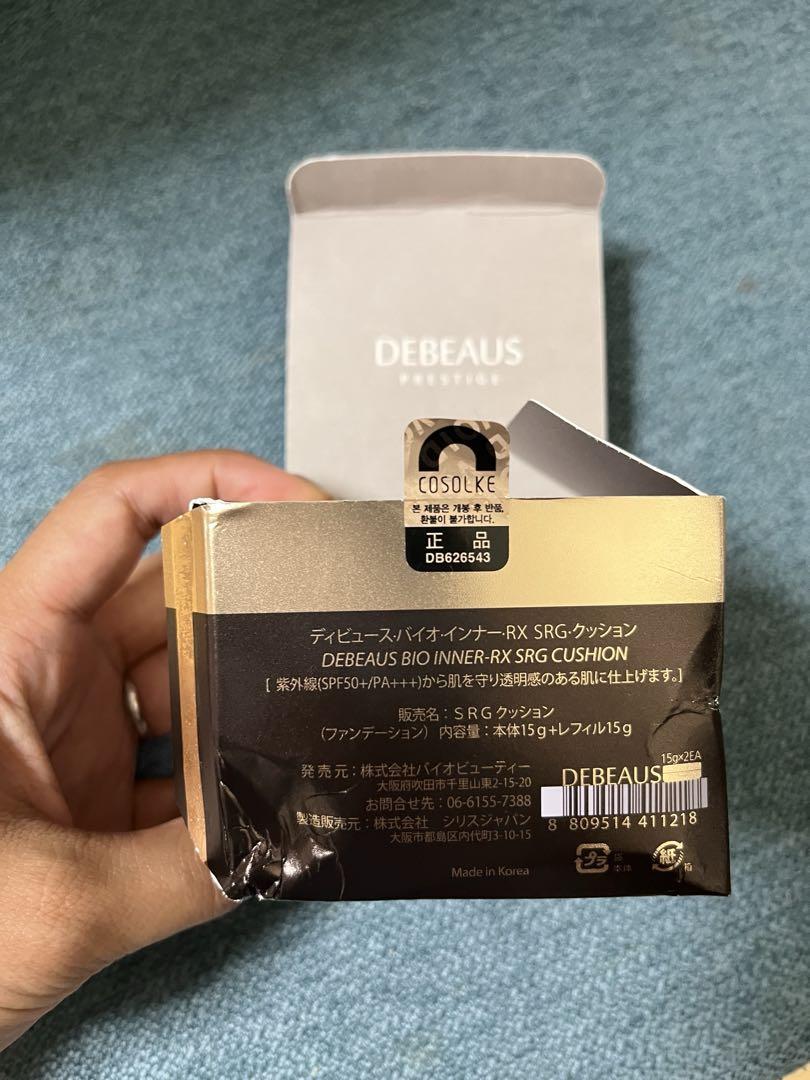 DEBEAUS
PRESTIGE
COSOLKE
본 제품은 개봉 후 반품,
환불이 불가합니다.
正 品
DB626543
ディビュース・バイオ・インナー・RX SRG・クッション
DEBEAUS BIO INNER-RX SRG CUSHION
[ 紫外線(SPF50+/PA+++)から肌を守り透明感のある肌に仕上げます。]
販売名：ＳＲＧクッション
（ファンデーション） 内容量：本体15ｇ+レフィル15ｇ
発 売 元：株式会社バイオビューティー
大阪府吹田市千里山東2-15-20
お問合せ先：06-6155-7388
製造販売元：株式会社 シリスジャパン
大阪市都島区内代町3-10-15
Made in Korea
15g×2EA
DEBEAUS
8 809514 411218
プラ
本体
紙
箱